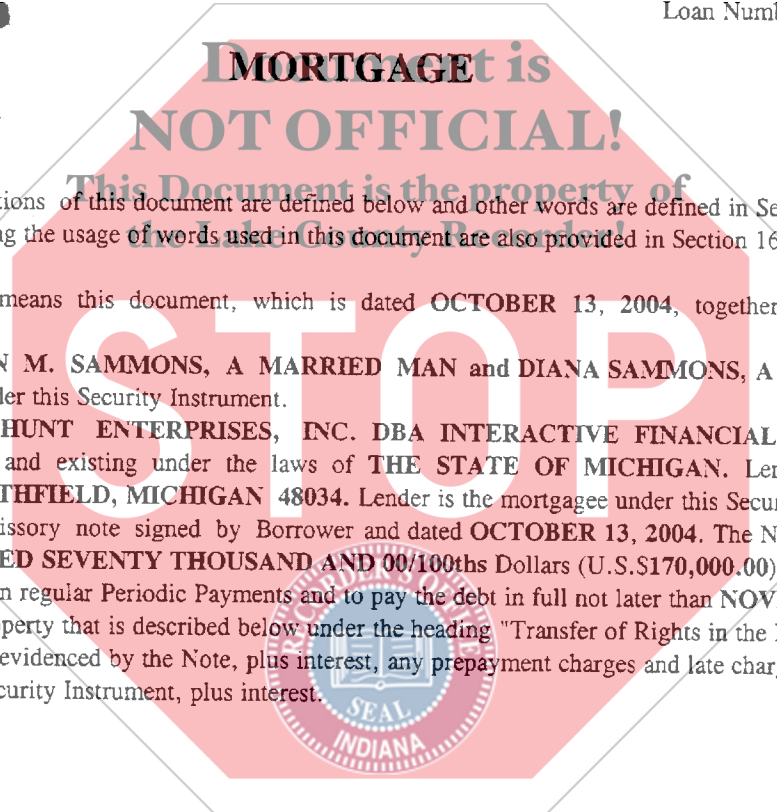 Loan Numb
MORTGAGE
Document is
NOT OFFICIAL!
This Document is the property of
the Lake County Recorder!
tions of this document are defined below and other words are defined in Se
ng the usage of words used in this document are also provided in Section 16
means this document, which is dated OCTOBER 13, 2004, together
STOP
N M. SAMMONS, A MARRIED MAN and DIANA SAMMONS, A
der this Security Instrument.
HUNT ENTERPRISES, INC. DBA INTERACTIVE FINANCIAL
and existing under the laws of THE STATE OF MICHIGAN. Len
THFIELD, MICHIGAN 48034. Lender is the mortgagee under this Secur
issory note signed by Borrower and dated OCTOBER 13, 2004. The N
ED SEVENTY THOUSAND AND 00/100ths Dollars (U.S.$170,000.00)
n regular Periodic Payments and to pay the debt in full not later than NOV
operty that is described below under the heading "Transfer of Rights in the
evidenced by the Note, plus interest, any prepayment charges and late charg
curity Instrument, plus interest.
RECORDER'S OFFICE
SEAL
INDIANA